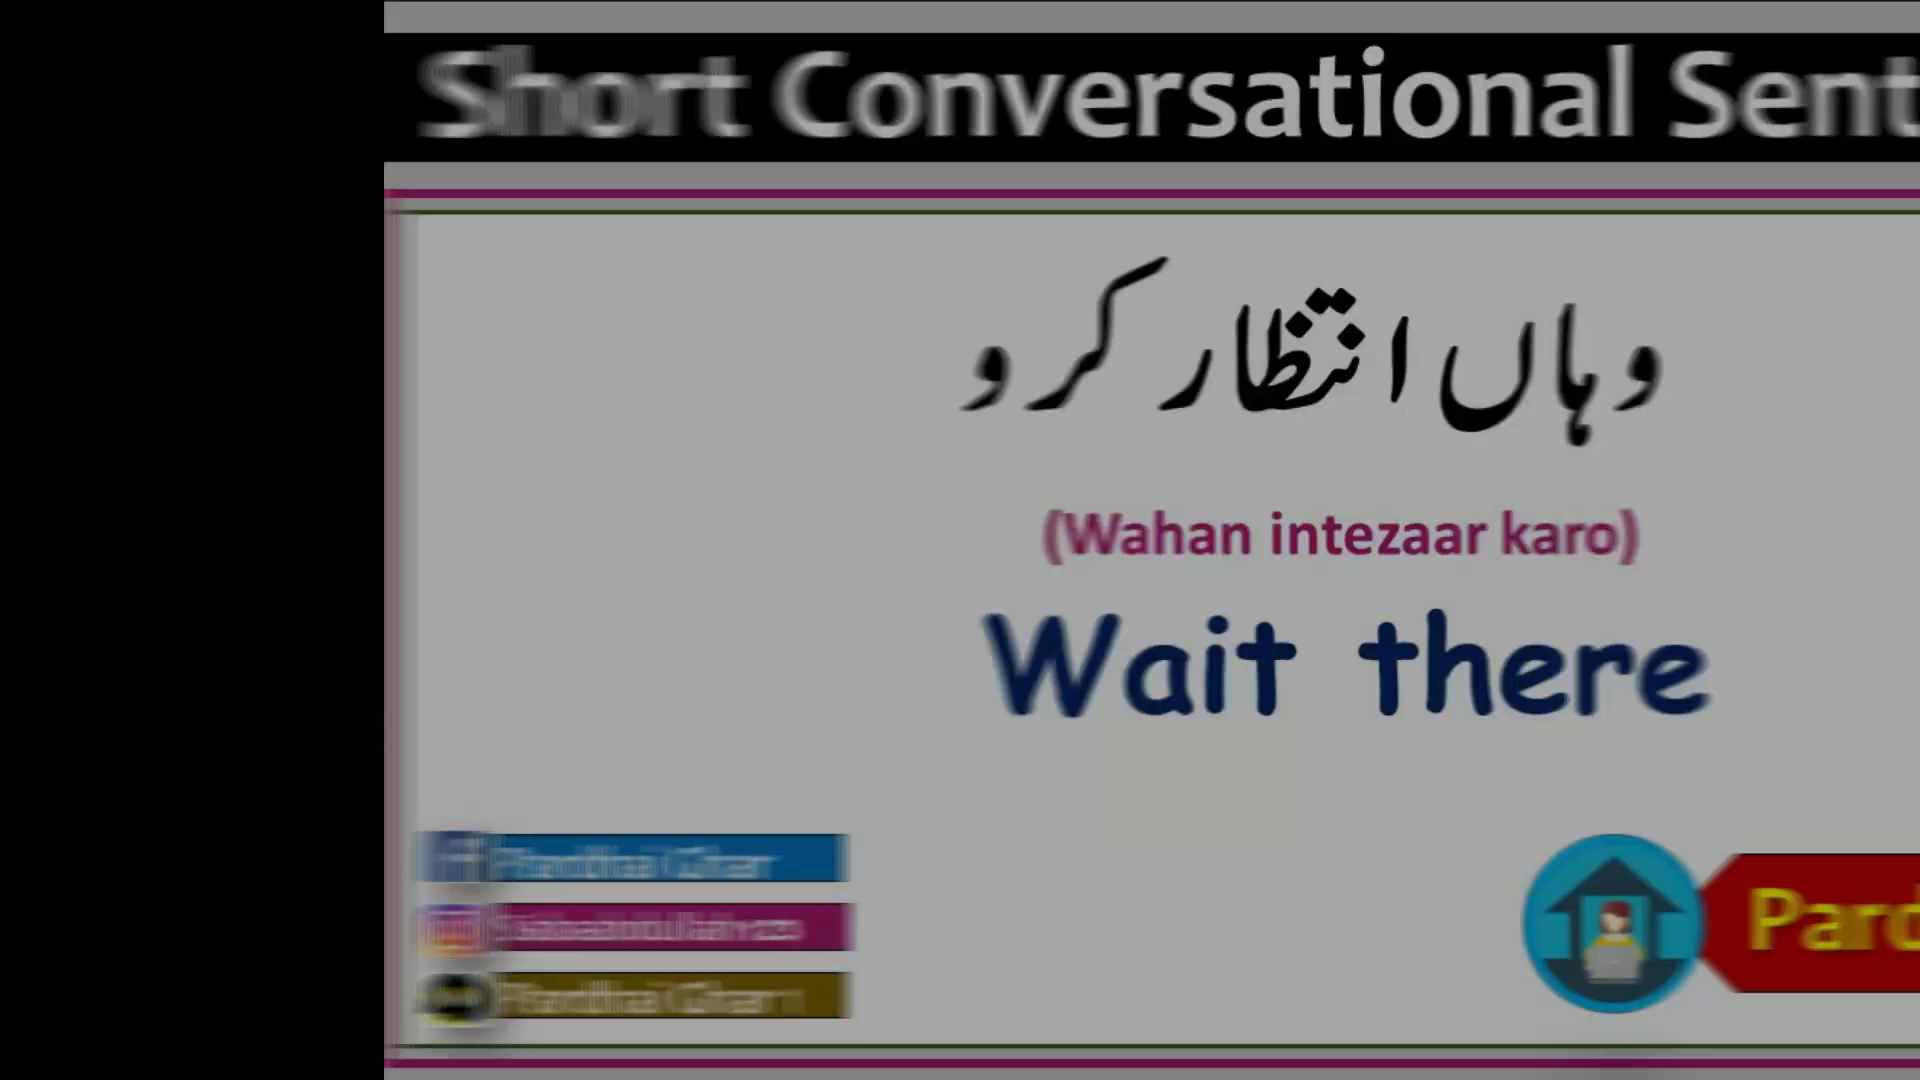 Short Conversational Sent
وہاں انتظار کرو
(Wahan intezaar karo)
Wait there
Pard